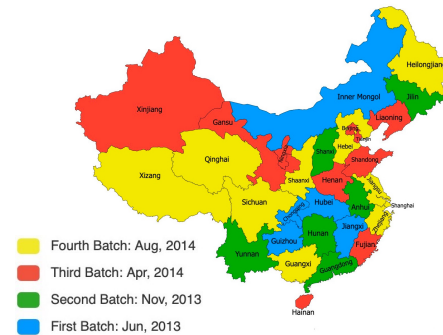 Heilongjiang
Jilin
Inner Mongol
Liaoning
Xinjiang
Gansu
Beijing
Tianjin
Hebei
Shanxi
Ningxia
Shandong
Qinghai
Shaanxi
Henan
Jiangsu
Xizang
Shanghai
Anhui
Hubei
Sichuan
Chongqing
Zhejiang
Jiangxi
Hunan
Guizhou
Fujian
Yunnan
Guangxi
Guangdong
Hainan
Fourth Batch: Aug, 2014
Third Batch: Apr, 2014
Second Batch: Nov, 2013
First Batch: Jun, 2013